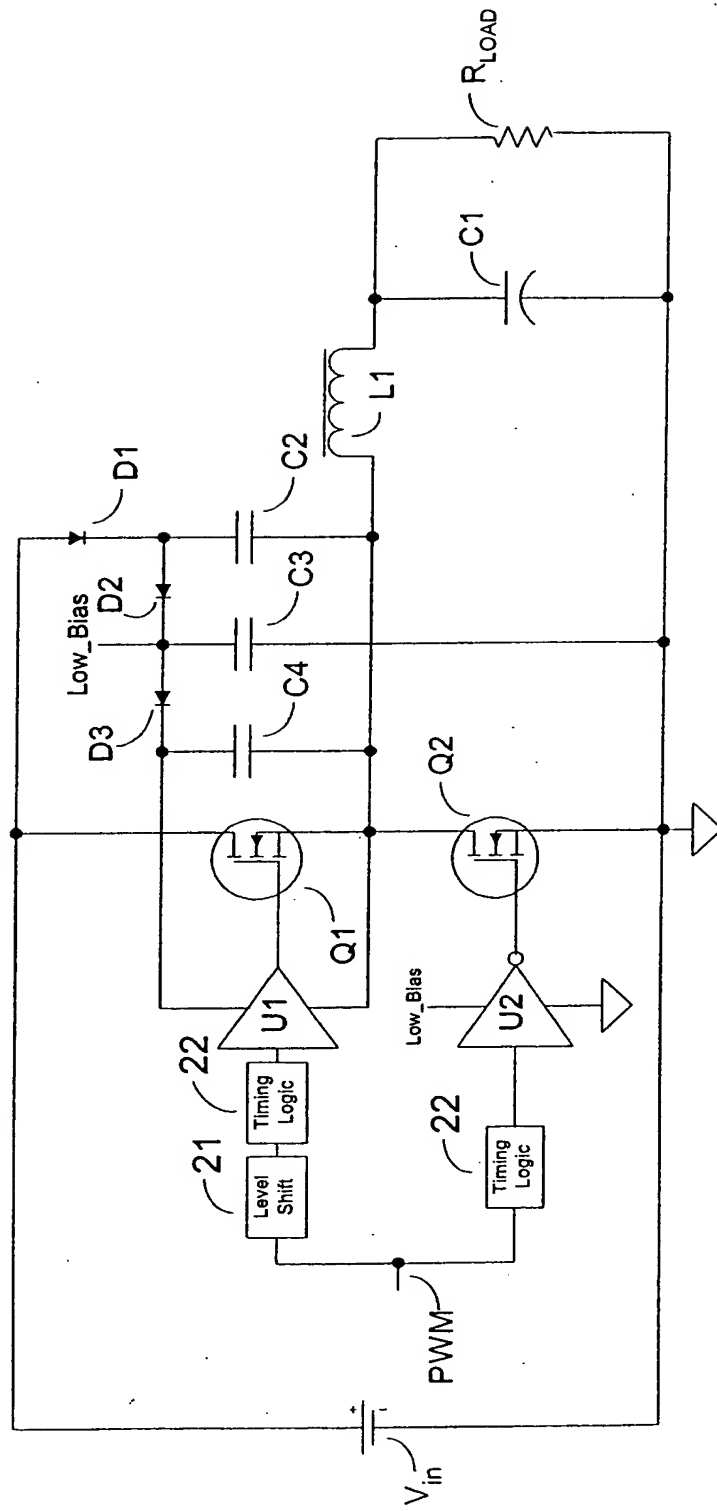 D1
R_LOAD
D2
Low_Bias
C2
C3
C1
D3
C4
L1
Q1
Q2
U1
22
Timing
Logic
21
Level
Shift
Low_Bias
U2
22
Timing
Logic
PWM
+
-
V_in